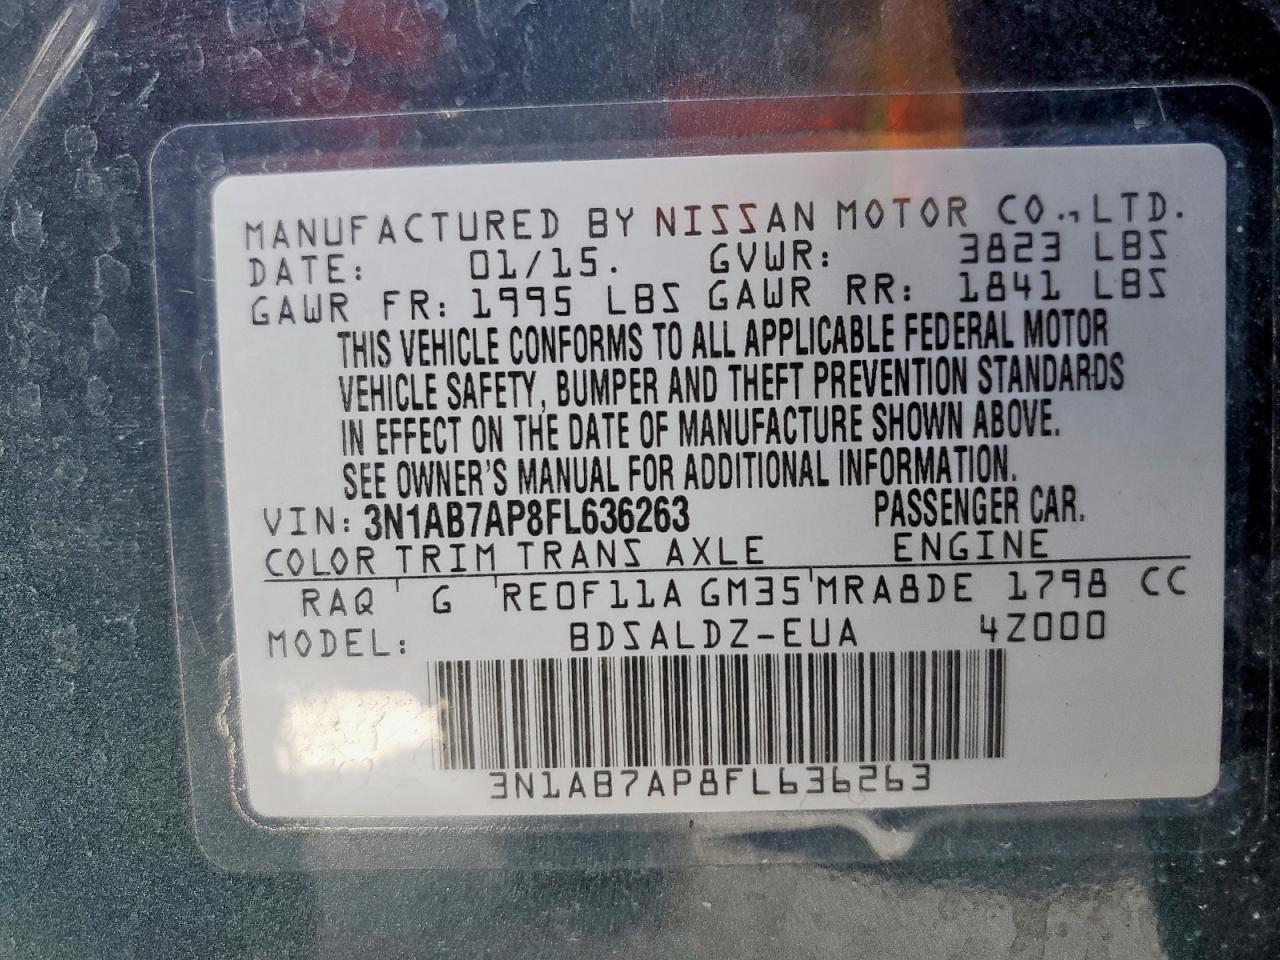 MANUFACTURED BY NISSAN MOTOR CO., LTD.
DATE: 01/15. GVWR: 3823 LBS
GAWR FR: 1995 LBS GAWR RR: 1841 LBS
THIS VEHICLE CONFORMS TO ALL APPLICABLE FEDERAL MOTOR
VEHICLE SAFETY, BUMPER AND THEFT PREVENTION STANDARDS
IN EFFECT ON THE DATE OF MANUFACTURE SHOWN ABOVE.
SEE OWNER'S MANUAL FOR ADDITIONAL INFORMATION.
VIN: 3N1AB7AP8FL636263 PASSENGER CAR.
COLOR TRIM TRANS AXLE ENGINE
RAQ G RE0F11A GM35 MRA8DE 1798 CC
MODEL: BDSALDZ-EUA 4Z000
3N1AB7AP8FL636263